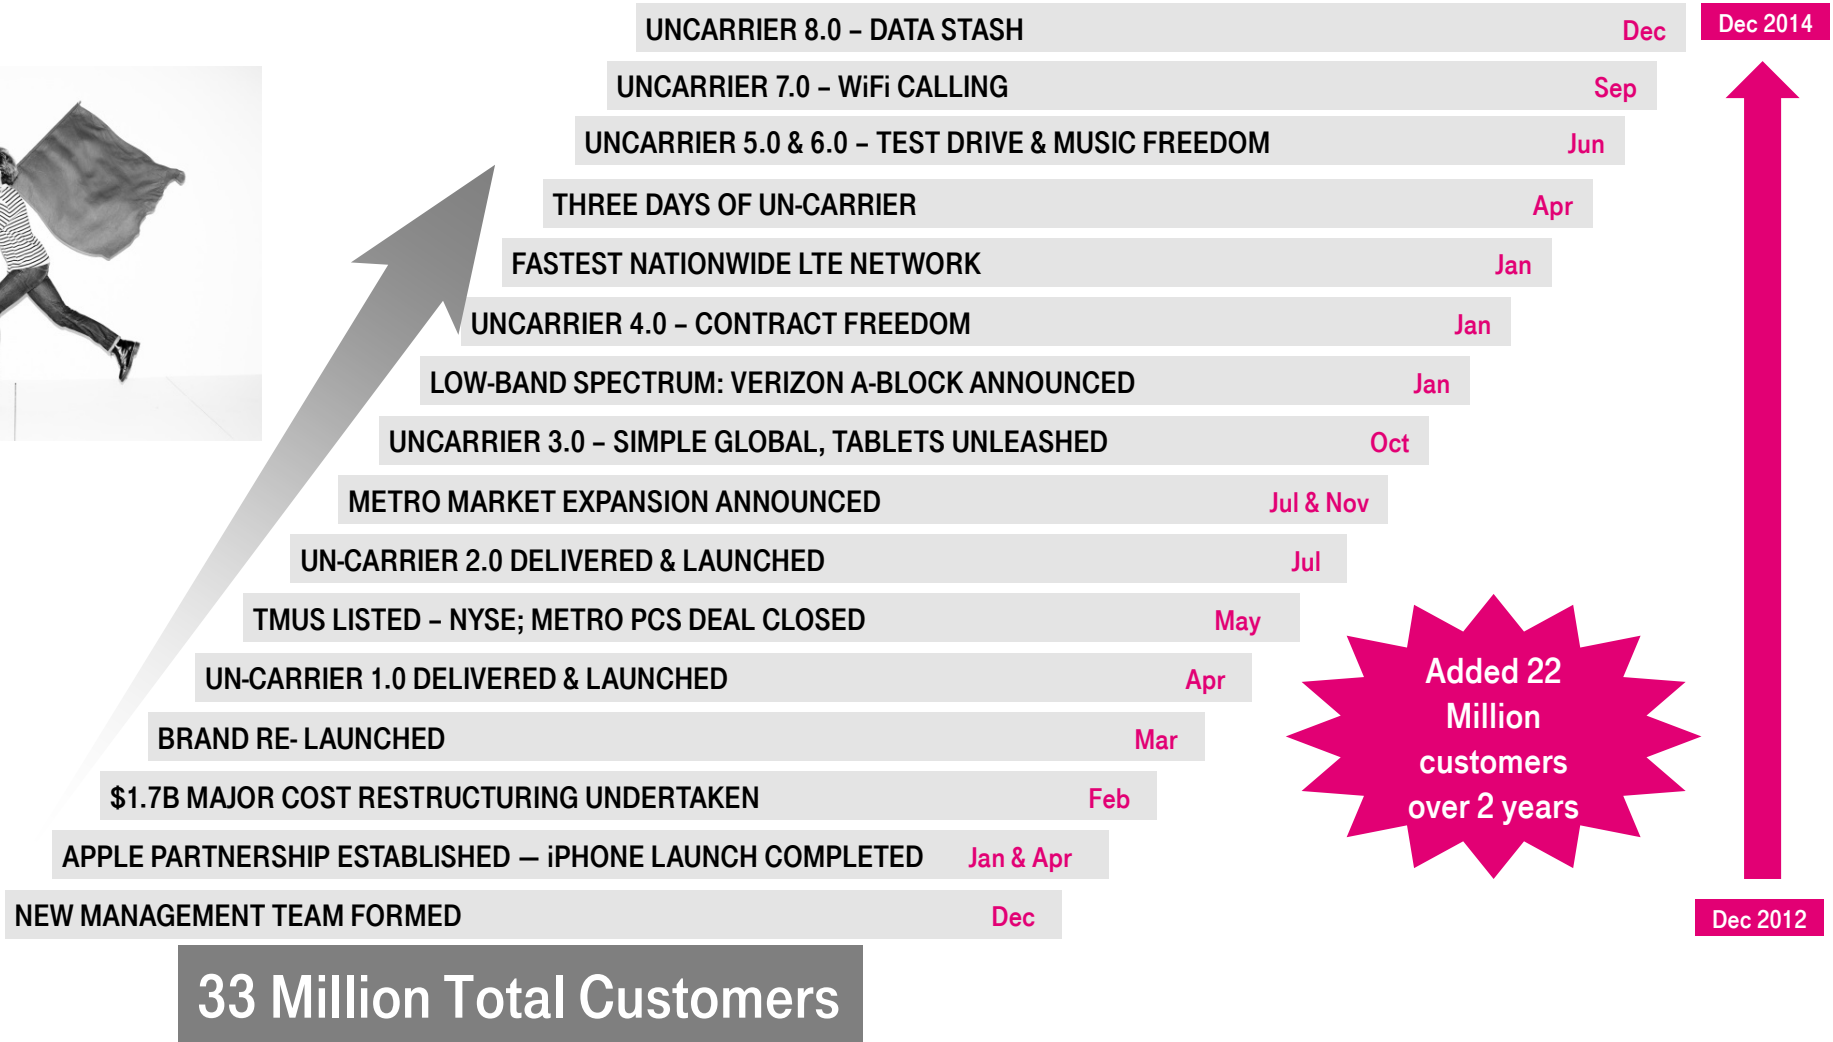 UNCARRIER 8.0 – DATA STASH Dec
Dec 2014
UNCARRIER 7.0 – WiFi CALLING Sep
UNCARRIER 5.0 & 6.0 – TEST DRIVE & MUSIC FREEDOM Jun
THREE DAYS OF UN-CARRIER Apr
FASTEST NATIONWIDE LTE NETWORK Jan
UNCARRIER 4.0 – CONTRACT FREEDOM Jan
LOW-BAND SPECTRUM: VERIZON A-BLOCK ANNOUNCED Jan
UNCARRIER 3.0 – SIMPLE GLOBAL, TABLETS UNLEASHED Oct
METRO MARKET EXPANSION ANNOUNCED Jul & Nov
UN-CARRIER 2.0 DELIVERED & LAUNCHED Jul
TMUS LISTED – NYSE; METRO PCS DEAL CLOSED May
UN-CARRIER 1.0 DELIVERED & LAUNCHED Apr
BRAND RE- LAUNCHED Mar
$1.7B MAJOR COST RESTRUCTURING UNDERTAKEN Feb
APPLE PARTNERSHIP ESTABLISHED — iPHONE LAUNCH COMPLETED Jan & Apr
NEW MANAGEMENT TEAM FORMED Dec
Added 22
Million
customers
over 2 years
Dec 2012
33 Million Total Customers